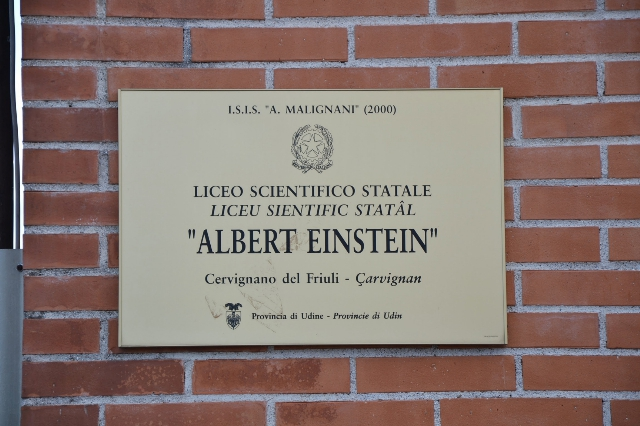 I.S.I.S. "A. MALIGNANI" (2000)
LICEO SCIENTIFICO STATALE
LICEU SIENTIFIC STATÂL
"ALBERT EINSTEIN"
Cervignano del Friuli - Çarvignan
Provincia di Udine - Provincie di Udin